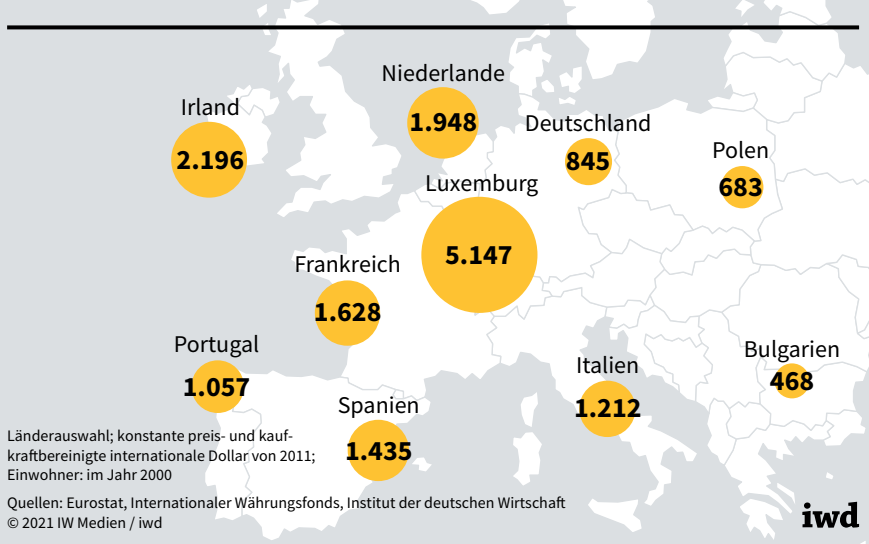 Niederlande
1.948
Irland
2.196
Deutschland
845
Polen
683
Luxemburg
5.147
Frankreich
1.628
Portugal
1.057
Spanien
1.435
Italien
1.212
Bulgarien
468
Länderauswahl; konstante preis- und kauf-
kraftbereinigte internationale Dollar von 2011;
Einwohner: im Jahr 2000
Quellen: Eurostat, Internationaler Währungsfonds, Institut der deutschen Wirtschaft
© 2021 IW Medien / iwd
iwd